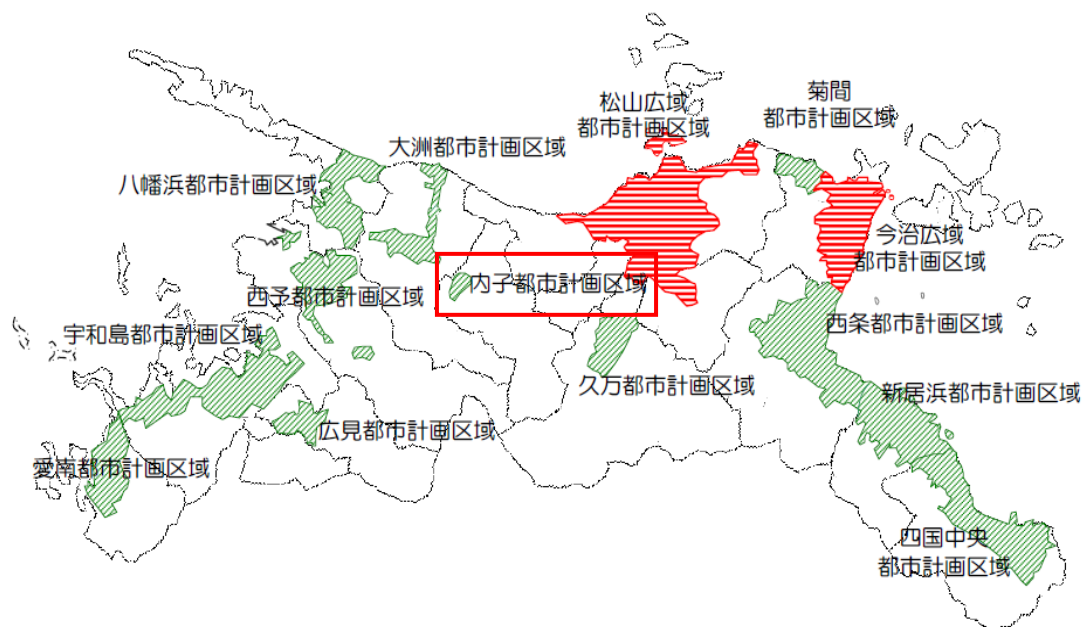 菊間
都市計画区域
松山広域
都市計画区域
大洲都市計画区域
八幡浜都市計画区域
今治広域
都市計画区域
内子都市計画区域
西予都市計画区域
宇和島都市計画区域
西条都市計画区域
久万都市計画区域
新居浜都市計画区域
広見都市計画区域
愛南都市計画区域
四国中央
都市計画区域